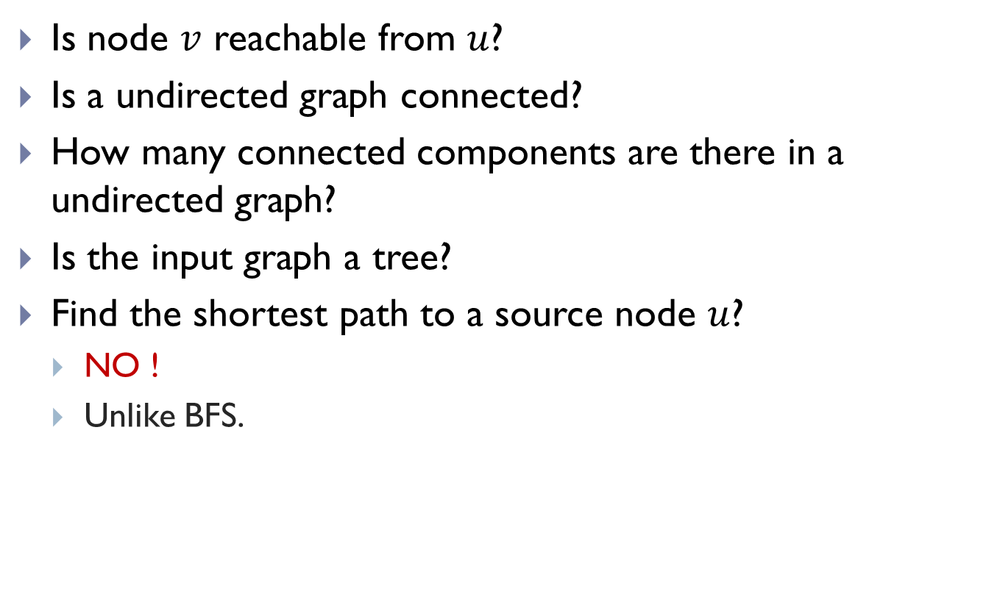 Is node v reachable from u?
Is a undirected graph connected?
How many connected components are there in a
undirected graph?
Is the input graph a tree?
Find the shortest path to a source node u?
NO !
Unlike BFS.